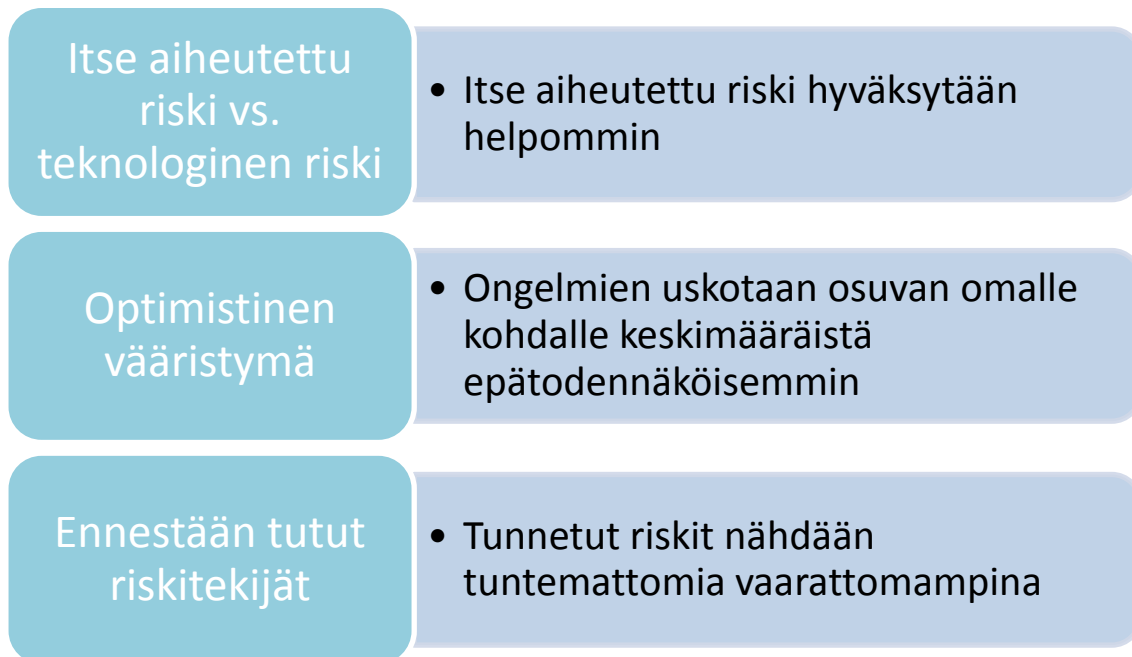 Itse aiheutettu
riski vs.
teknologinen riski
• Itse aiheutettu riski hyväksytään
helpommin
Optimistinen
vääristymä
• Ongelmien uskotaan osuvan omalle
kohdalle keskimääräistä
epätodennäköisemmin
Ennestään tutut
riskitekijät
• Tunnetut riskit nähdään
tuntemattomia vaarattomampina